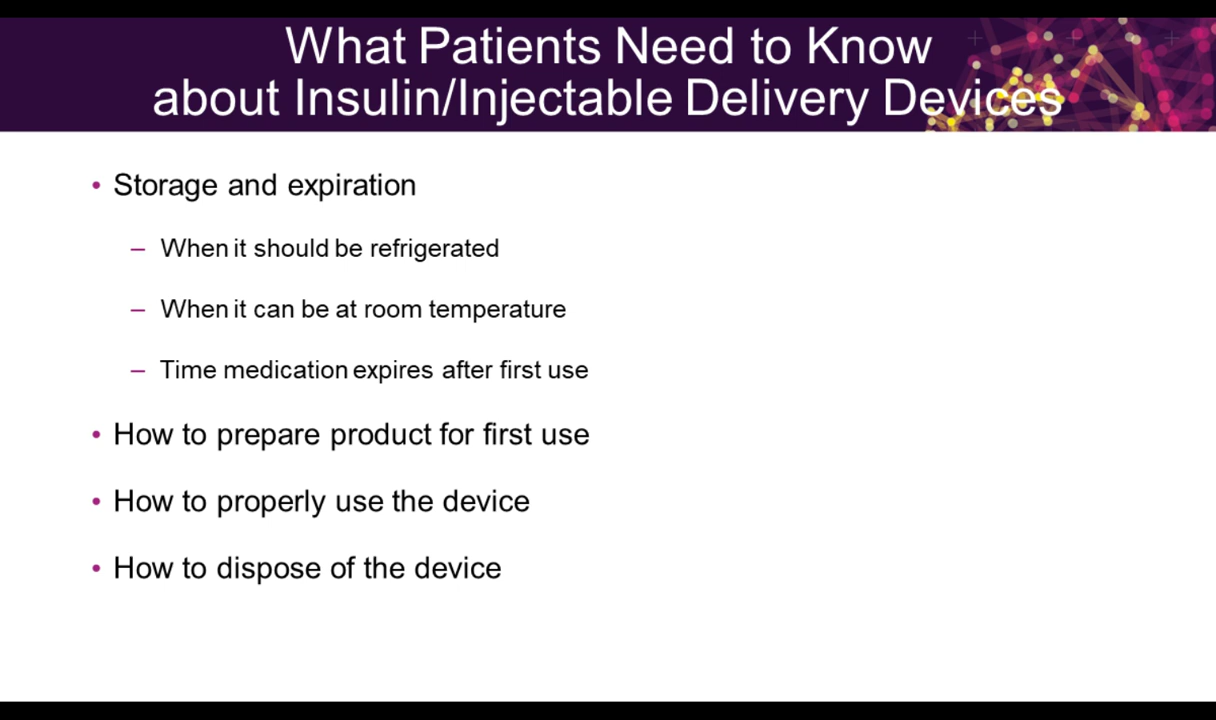 What Patients Need to Know
about Insulin/Injectable Delivery Devices
• Storage and expiration
– When it should be refrigerated
– When it can be at room temperature
– Time medication expires after first use
• How to prepare product for first use
• How to properly use the device
• How to dispose of the device